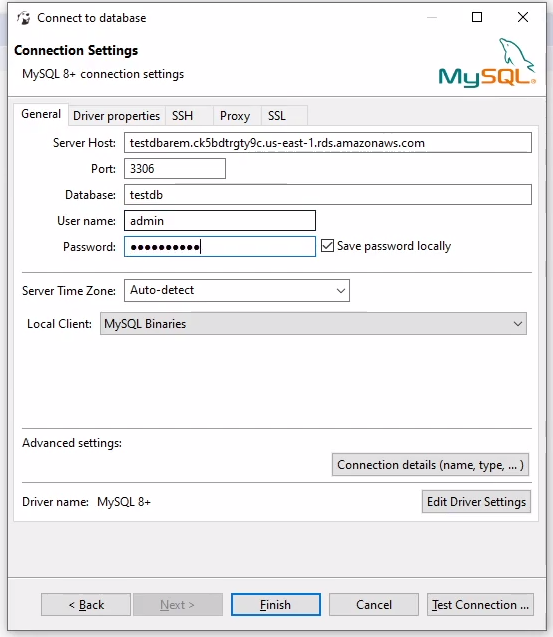 Connect to database
Connection Settings
MySQL 8+ connection settings
MySQL®
General Driver properties SSH Proxy SSL
Server Host: testdbarem.ck5bdtrgty9c.us-east-1.rds.amazonaws.com
Port: 3306
Database: testdb
User name: admin
Password: ●●●●●●●●●● Save password locally
Server Time Zone: Auto-detect
Local Client: MySQL Binaries
Advanced settings:
Connection details (name, type, ... )
Driver name: MySQL 8+ Edit Driver Settings
< Back Next > Finish Cancel Test Connection ...